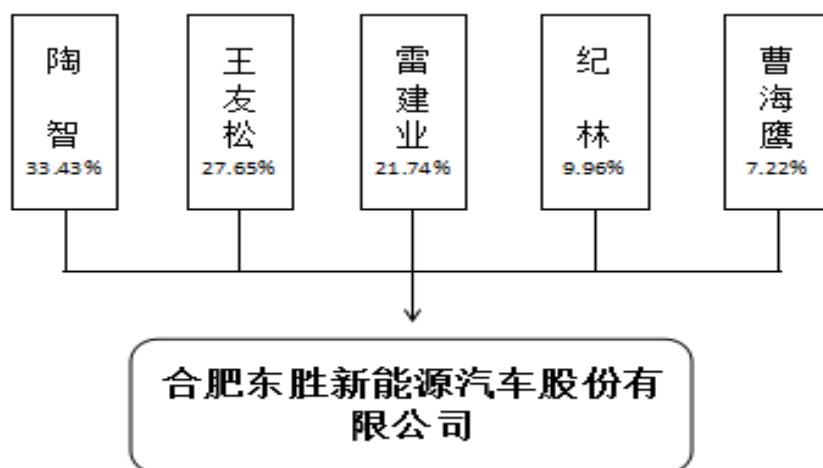 陶智
33.43%
王友松
27.65%
雷建业
21.74%
纪林
9.96%
曹海鹰
7.22%
合肥东胜新能源汽车股份有
限公司